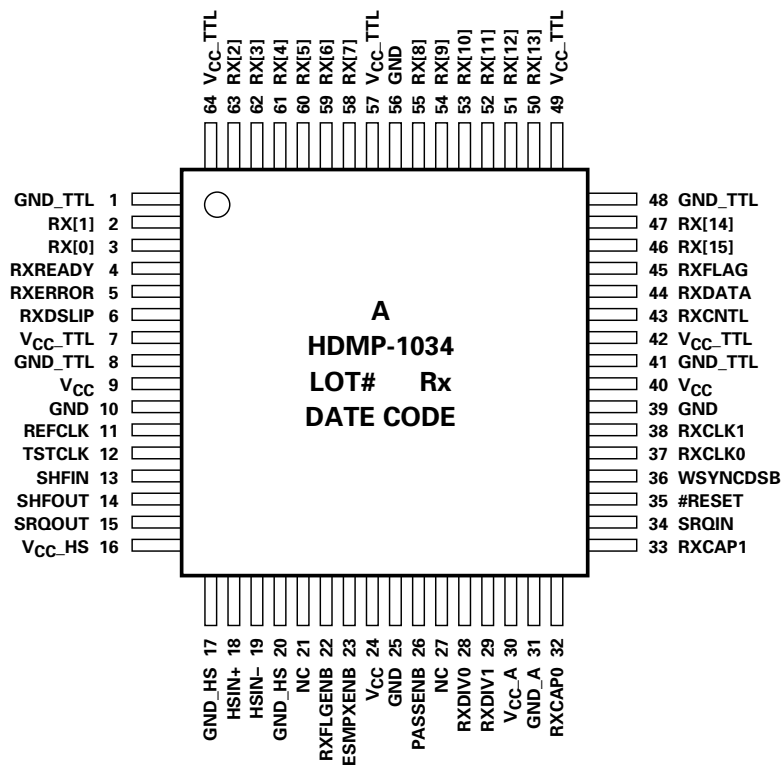 64 VCC_TTL
63 RX[2]
62 RX[3]
61 RX[4]
60 RX[5]
59 RX[6]
58 RX[7]
57 VCC_TTL
56 GND
55 RX[8]
54 RX[9]
53 RX[10]
52 RX[11]
51 RX[12]
50 RX[13]
49 VCC_TTL
GND_TTL 1
RX[1] 2
RX[0] 3
RXREADY 4
RXERROR 5
RXDSLIP 6
VCC_TTL 7
GND_TTL 8
VCC 9
GND 10
REFCLK 11
TSTCLK 12
SHFIN 13
SHFOUT 14
SRQOUT 15
VCC_HS 16
A
HDMP-1034
LOT# Rx
DATE CODE
48 GND_TTL
47 RX[14]
46 RX[15]
45 RXFLAG
44 RXDATA
43 RXCNTL
42 VCC_TTL
41 GND_TTL
40 VCC
39 GND
38 RXCLK1
37 RXCLK0
36 WSYNCDSB
35 #RESET
34 SRQIN
33 RXCAP1
GND_HS 17
HSIN+ 18
HSIN– 19
GND_HS 20
NC 21
RXFLGENB 22
ESMPXENB 23
VCC 24
GND 25
PASSENB 26
NC 27
RXDIV0 28
RXDIV1 29
VCC_A 30
GND_A 31
RXCAP0 32